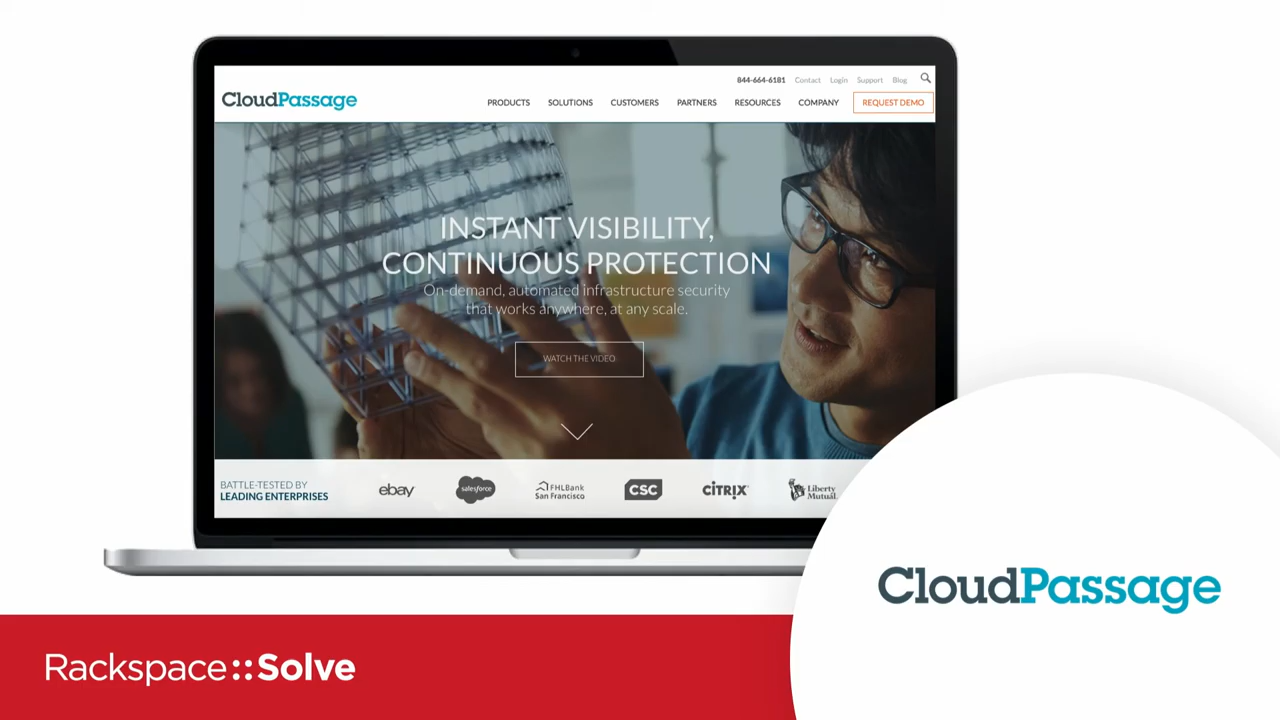 844-664-6181 Contact Login Support Blog
CloudPassage
PRODUCTS SOLUTIONS CUSTOMERS PARTNERS RESOURCES COMPANY REQUEST DEMO
INSTANT VISIBILITY,
CONTINUOUS PROTECTION
On-demand, automated infrastructure security
that works anywhere, at any scale.
WATCH THE VIDEO
BATTLE-TESTED BY
LEADING ENTERPRISES
ebay
salesforce
FHLBank
San Francisco
CSC
CITRIX
Liberty
Mutual.
CloudPassage
Rackspace::Solve